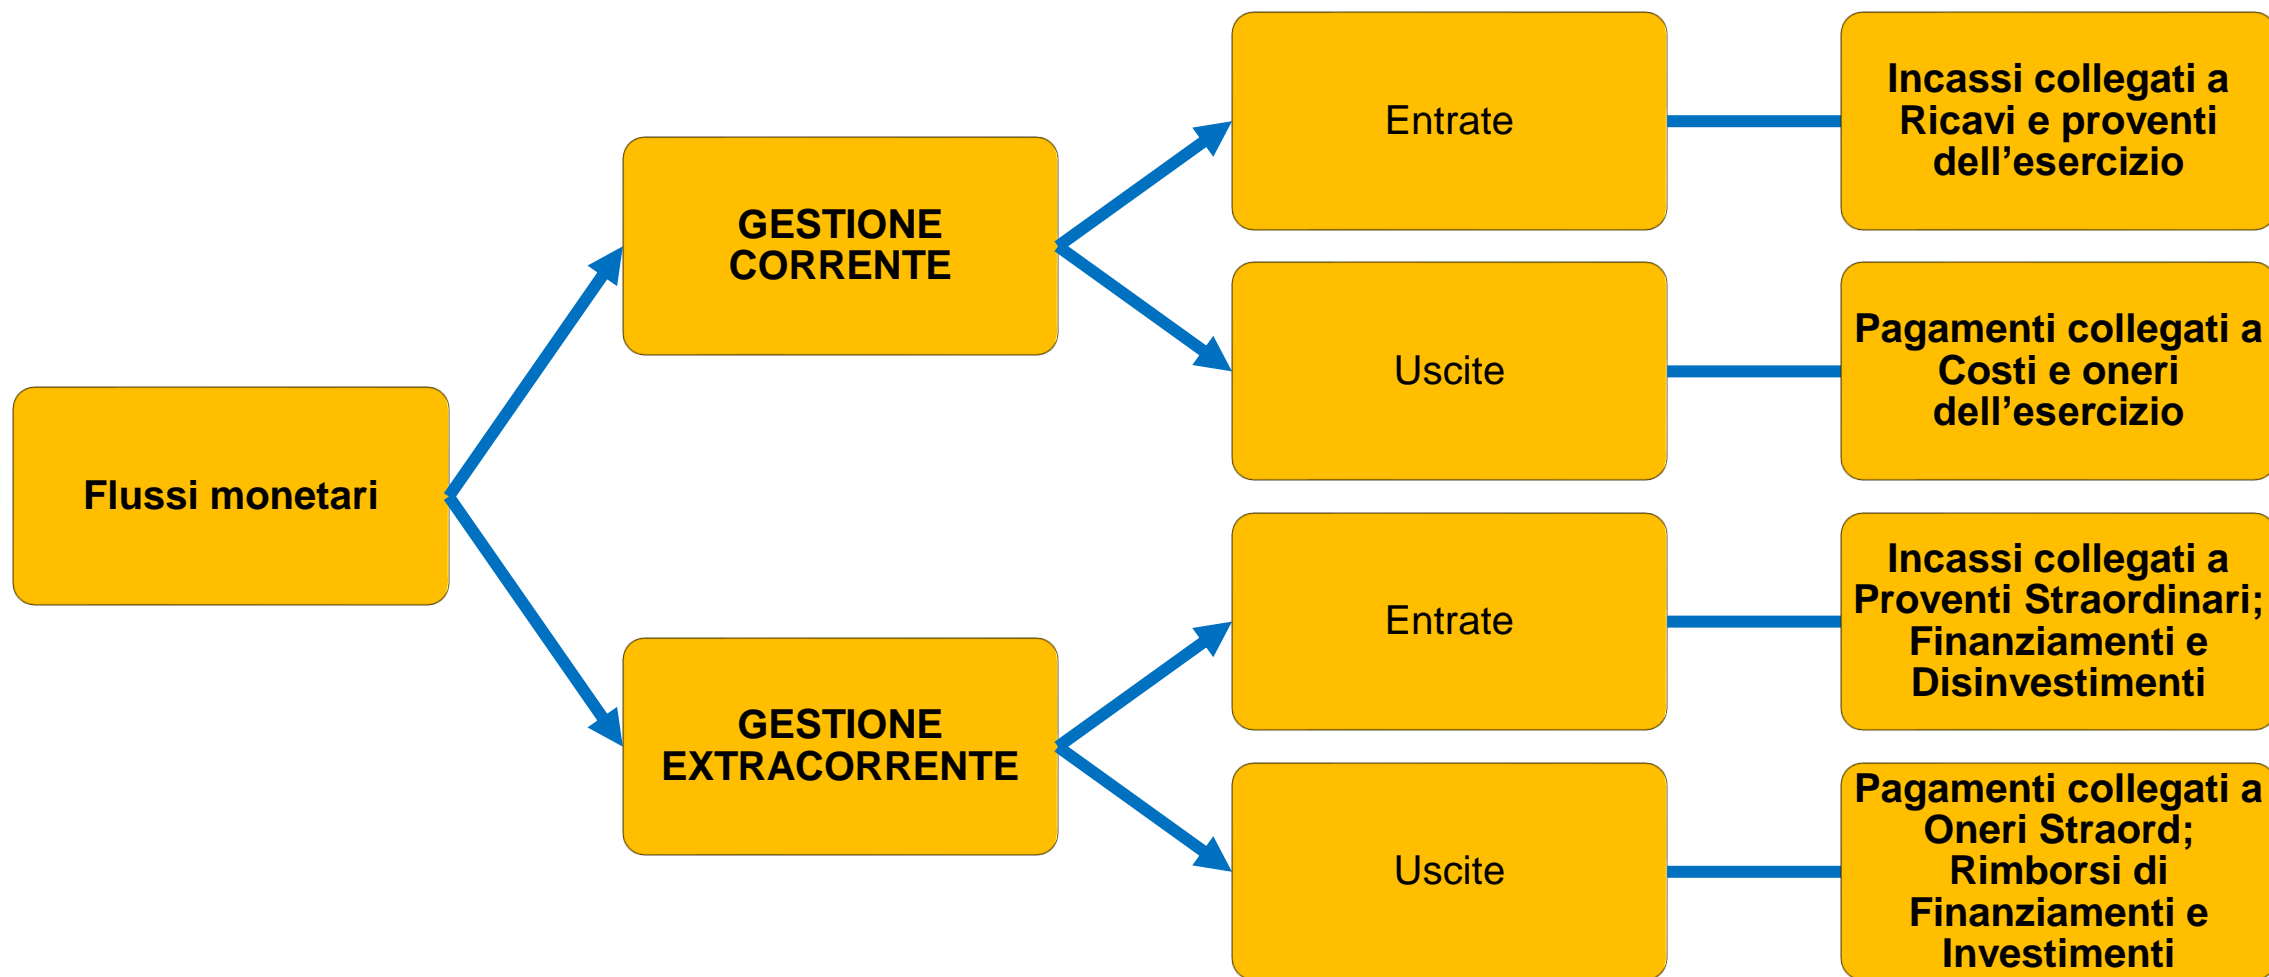 Flussi monetari
GESTIONE
CORRENTE
Entrate
Incassi collegati a
Ricavi e proventi
dell’esercizio
Uscite
Pagamenti collegati a
Costi e oneri
dell’esercizio
GESTIONE
EXTRACORRENTE
Entrate
Incassi collegati a
Proventi Straordinari;
Finanziamenti e
Disinvestimenti
Uscite
Pagamenti collegati a
Oneri Straord;
Rimborsi di
Finanziamenti e
Investimenti